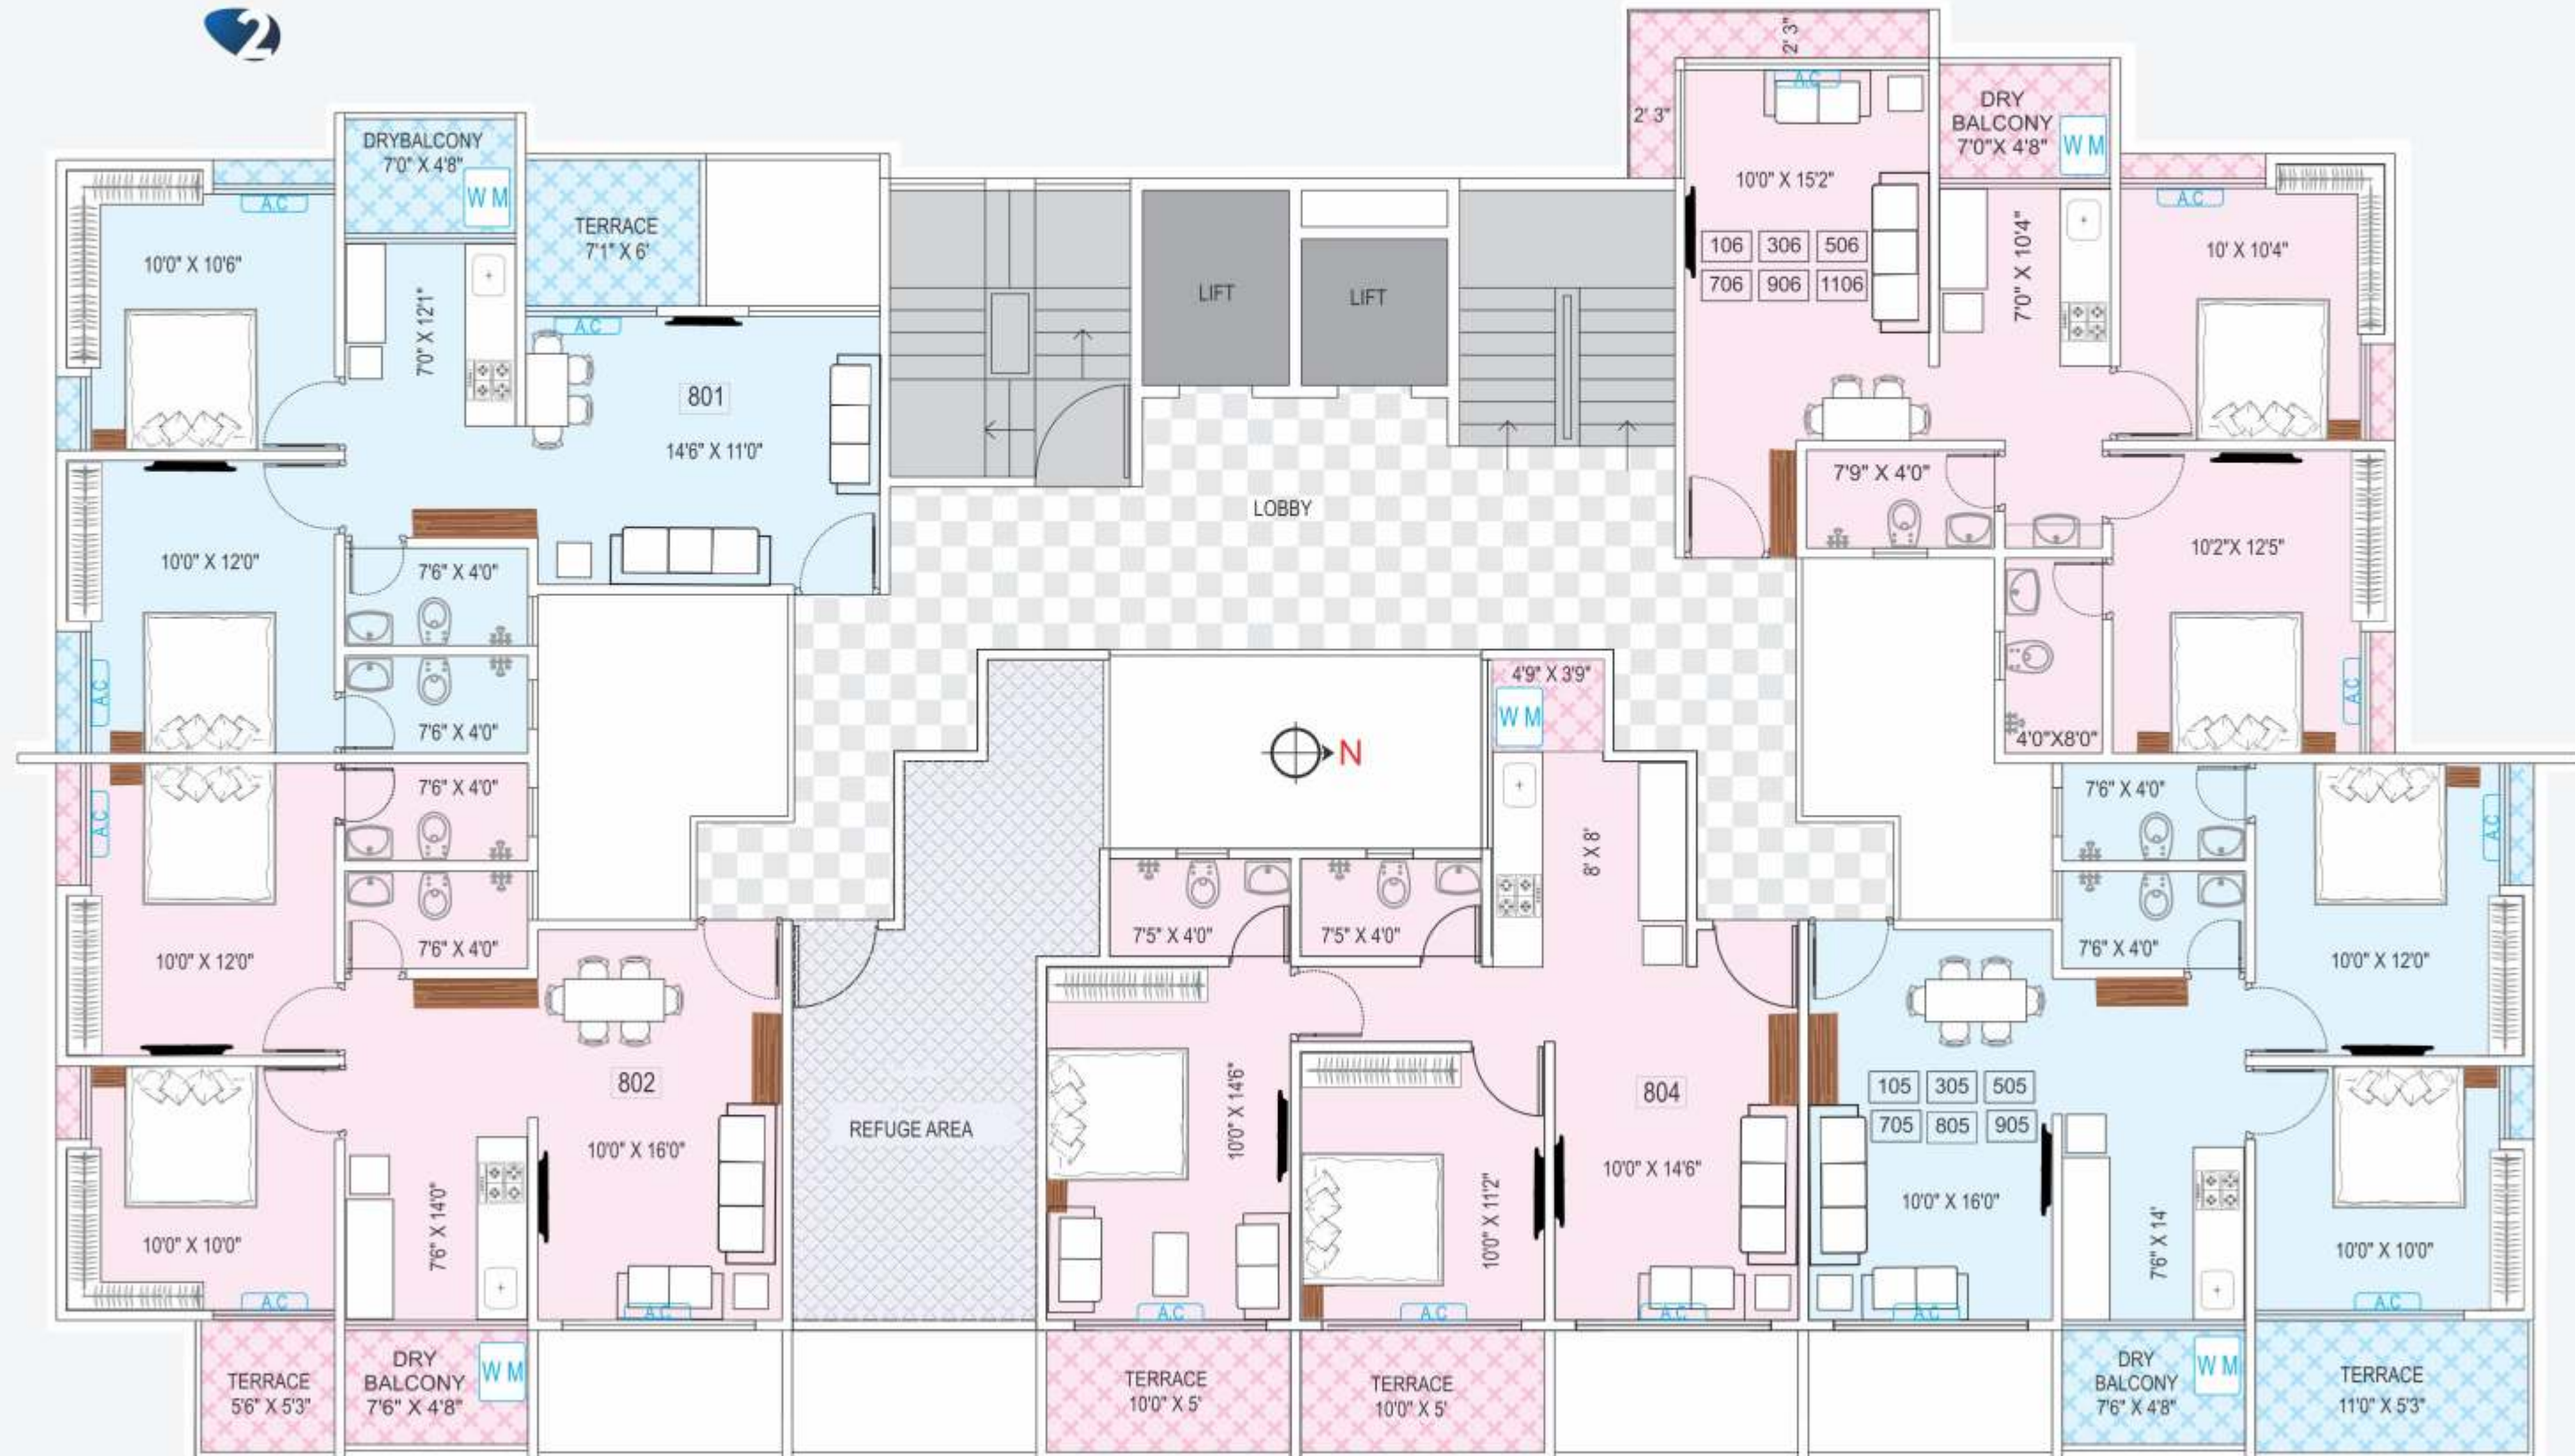 2
DRYBALCONY
7'0" X 4'8"
W M
A.C
10'0" X 10'6"
7'0" X 12'1"
TERRACE
7'1" X 6'
A.C
801
14'6" X 11'0"
10'0" X 12'0"
A.C
7'6" X 4'0"
7'6" X 4'0"
LIFT
LIFT
LOBBY
2' 3"
2' 3"
A.C
10'0" X 15'2"
106 306 506
706 906 1106
DRY
BALCONY
7'0"X 4'8"
W M
7'0" X 10'4"
A.C
10' X 10'4"
7'9" X 4'0"
10'2"X 12'5"
A.C
4'0"X8'0"
7'6" X 4'0"
7'6" X 4'0"
A.C
10'0" X 12'0"
802
10'0" X 16'0"
A.C
7'6" X 14'0"
10'0" X 10'0"
A.C
TERRACE
5'6" X 5'3"
DRY
BALCONY
7'6" X 4'8"
W M
REFUGE AREA
N
4'9" X 3'9"
W M
8' X 8'
7'5" X 4'0"
7'5" X 4'0"
10'0" X 14'6"
A.C
10'0" X 11'2"
A.C
804
10'0" X 14'6"
A.C
TERRACE
10'0" X 5'
TERRACE
10'0" X 5'
7'6" X 4'0"
7'6" X 4'0"
A.C
10'0" X 12'0"
105 305 505
705 805 905
10'0" X 16'0"
A.C
7'6" X 14'
10'0" X 10'0"
A.C
DRY
BALCONY
7'6" X 4'8"
W M
TERRACE
11'0" X 5'3"